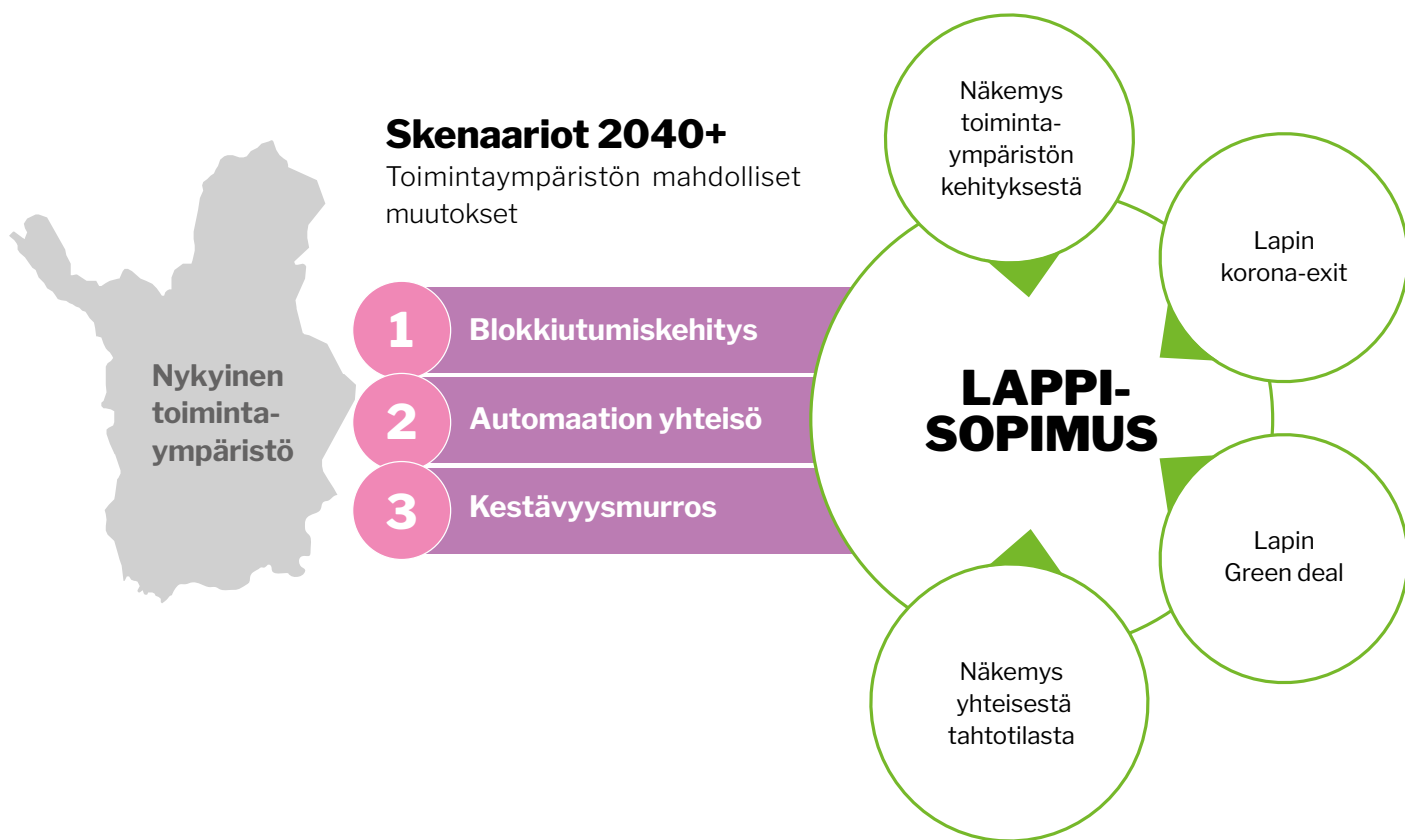 Skenaariot 2040+
Toimintaympäristön mahdolliset
muutokset
Nykyinen
toiminta-
ympäristö
1
Blokkiutumiskehitys
2
Automaation yhteisö
3
Kestävyysmurros
LAPPI-
SOPIMUS
Näkemys
toiminta-
ympäristön
kehityksestä
Lapin
korona-exit
Lapin
Green deal
Näkemys
yhteisestä
tahtotilasta